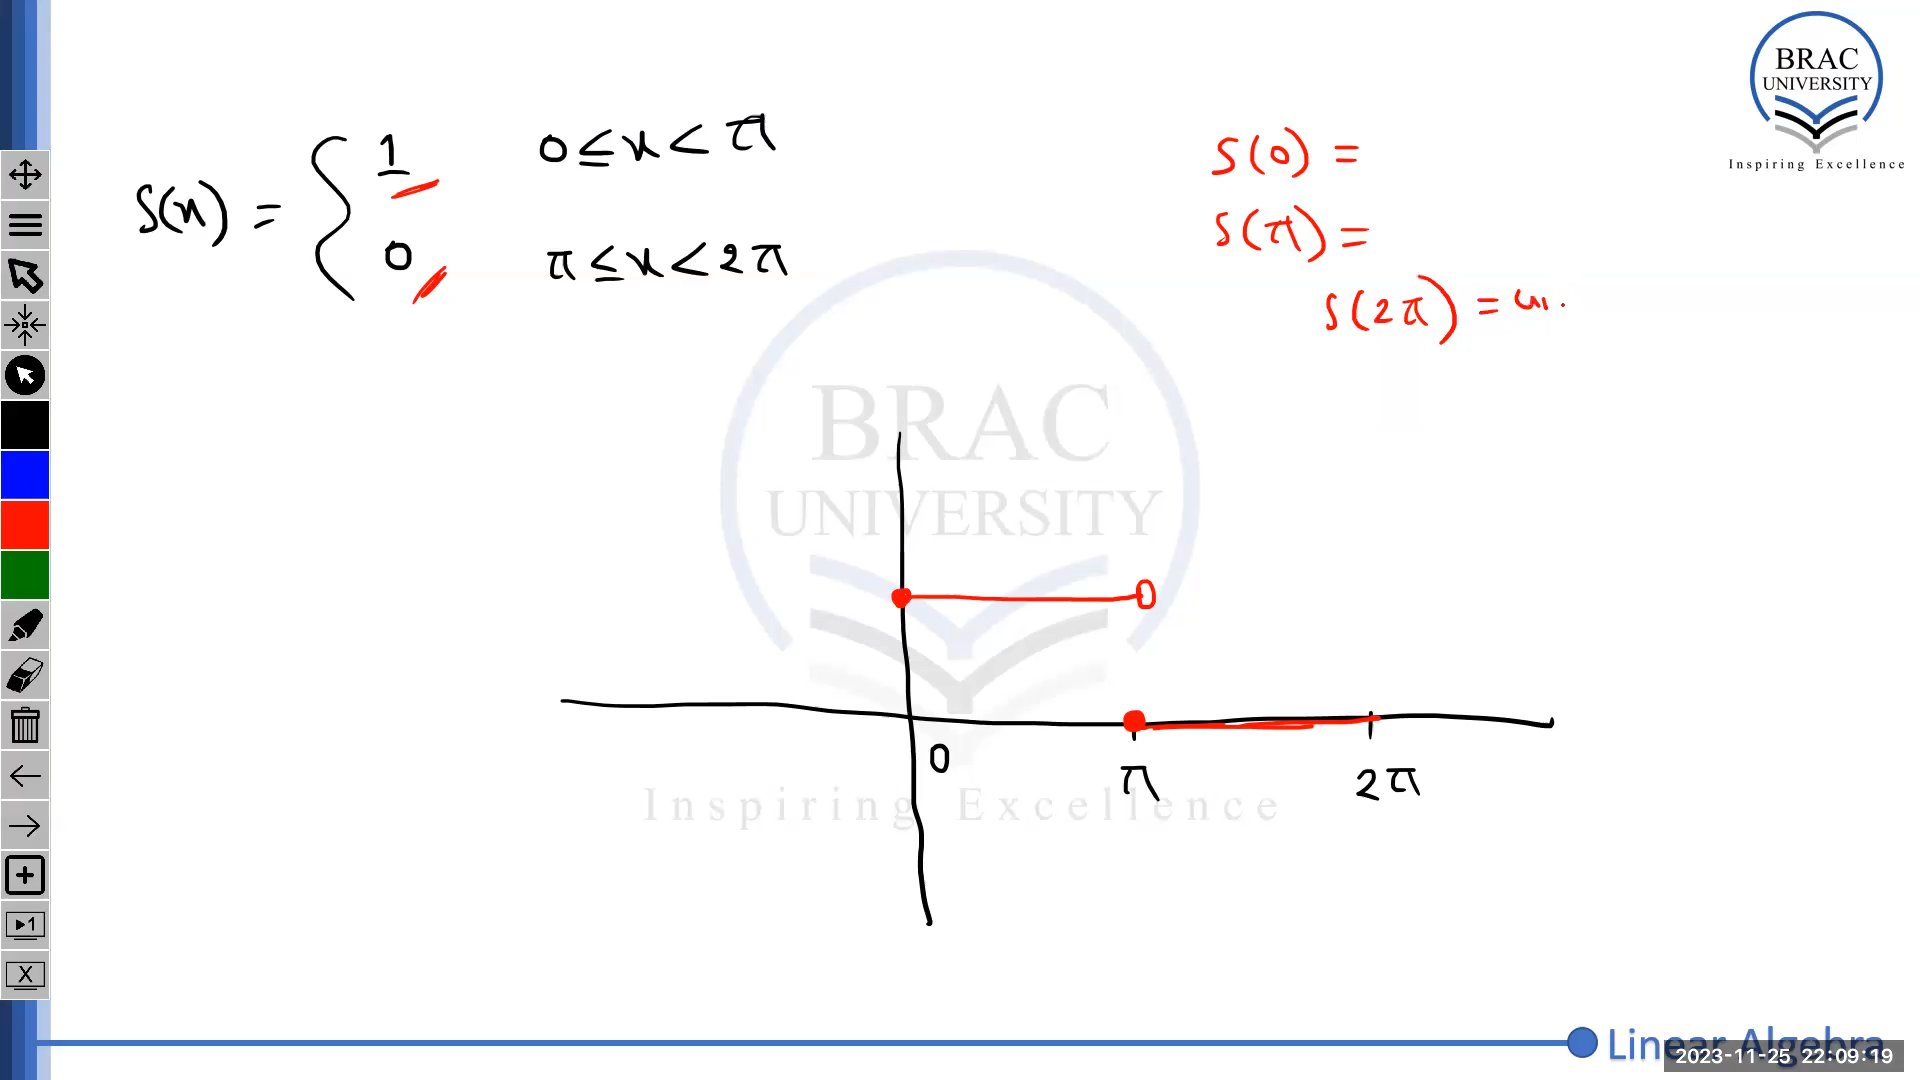 BRAC
UNIVERSITY
Inspiring Excellence
S(x) = { 1 0 ≤ x < π
0 π ≤ x < 2π
S(0) =
S(π) =
S(2π) =
BRAC
UNIVERSITY
0 π 2π
Inspiring Excellence
1
X
Linear Algebra
2023-11-25 22:09:19